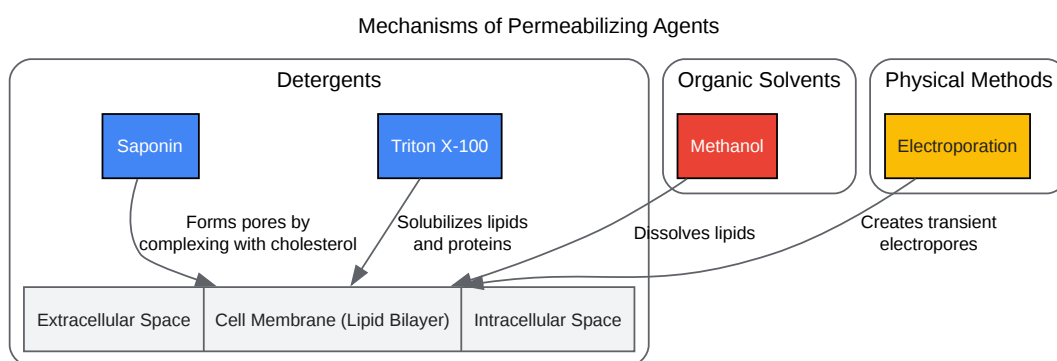 Mechanisms of Permeabilizing Agents
Detergents
Organic Solvents
Physical Methods
Saponin
Triton X-100
Methanol
Electroporation
Forms pores by
complexing with cholesterol
Solubilizes lipids
and proteins
Dissolves lipids
Creates transient
electropores
Extracellular Space
Cell Membrane (Lipid Bilayer)
Intracellular Space